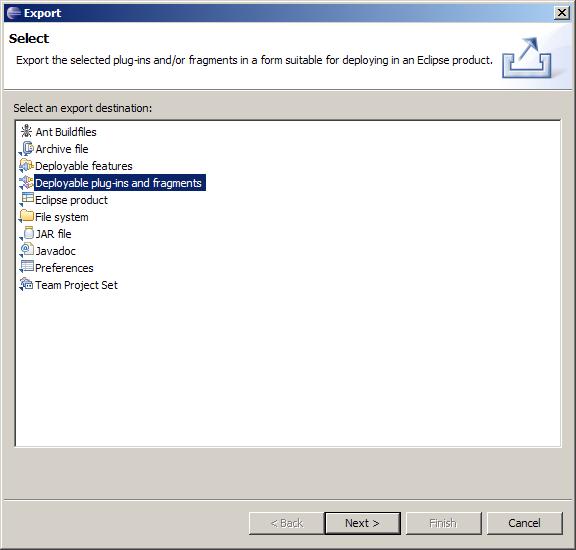 Export
Select
Export the selected plug-ins and/or fragments in a form suitable for deploying in an Eclipse product.
Select an export destination:
Ant Buildfiles
Archive file
Deployable features
Deployable plug-ins and fragments
Eclipse product
File system
JAR file
Javadoc
Preferences
Team Project Set
< Back
Next >
Finish
Cancel